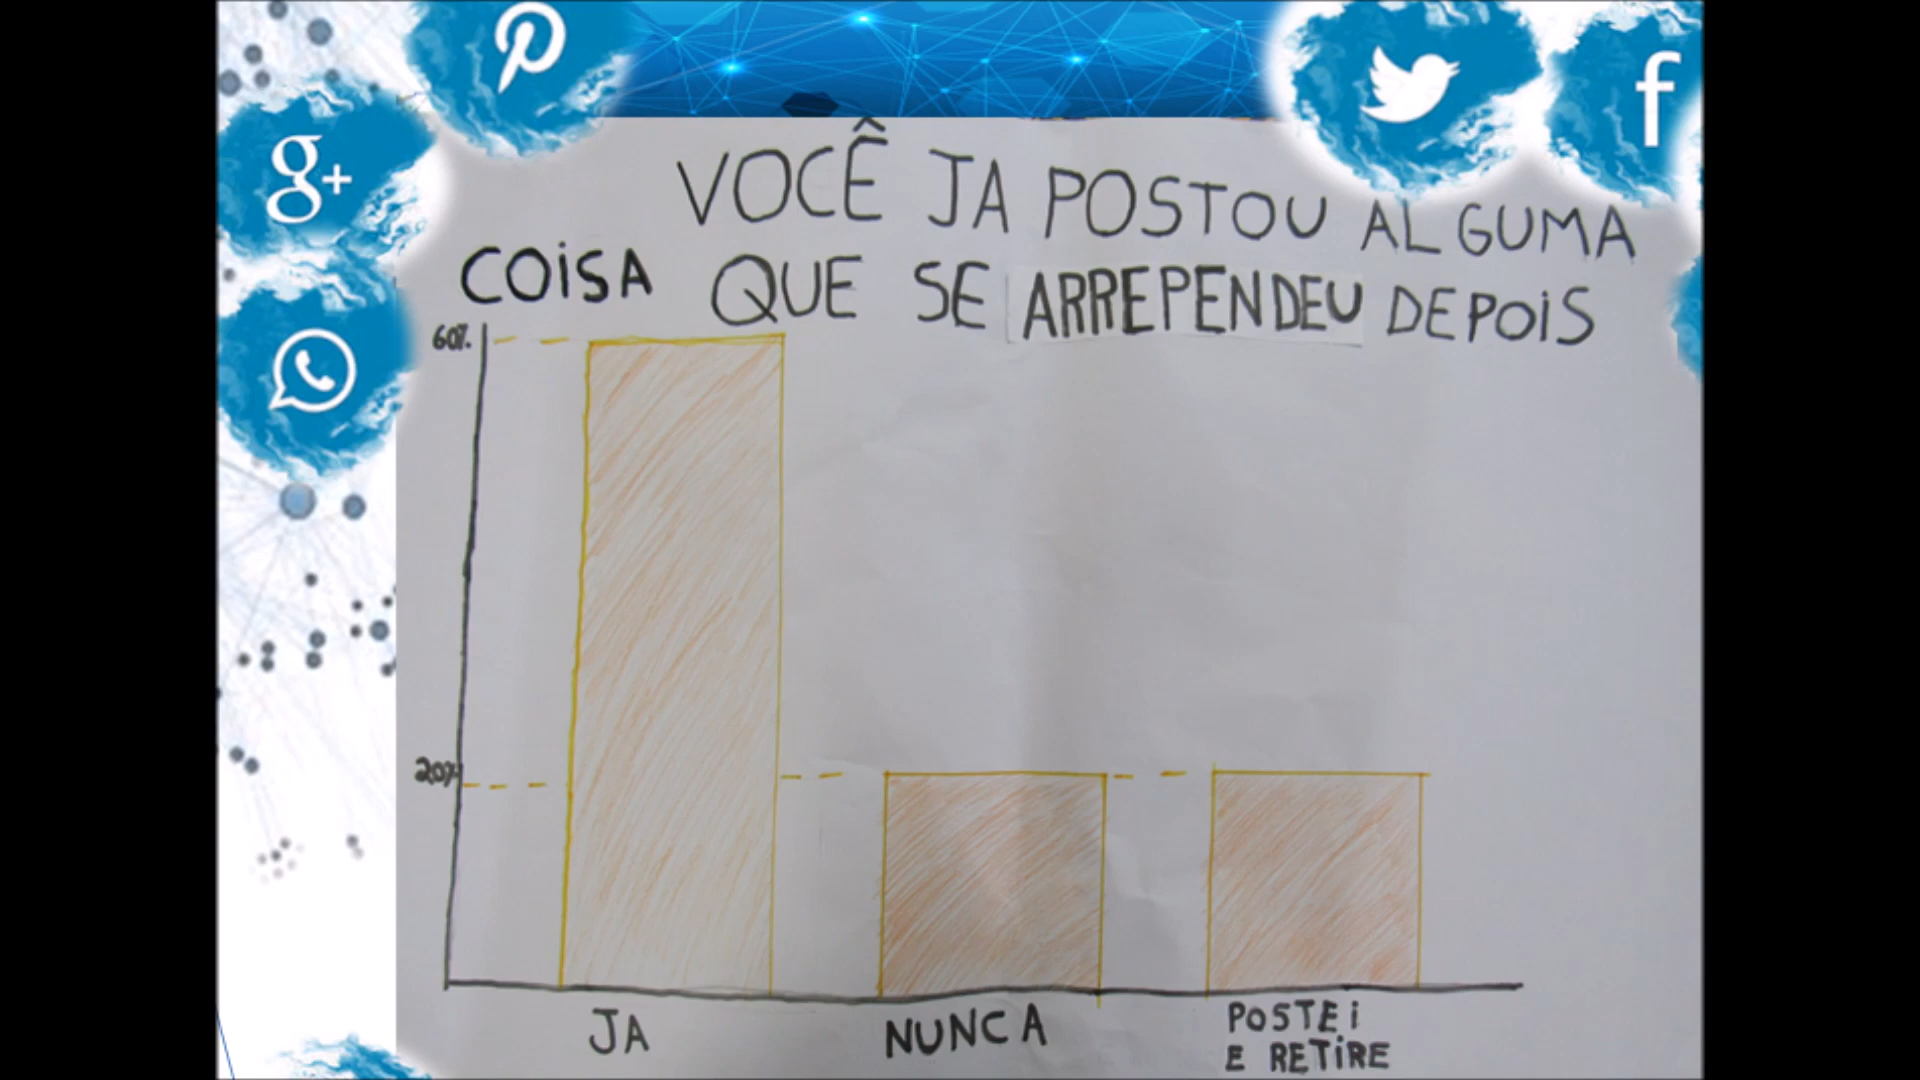 VOCÊ JA POSTOU ALGUMA
COISA QUE SE ARREPENDEU DEPOIS
60%
20%
JA
NUNCA
POSTEI
E RETIRE
g+
f